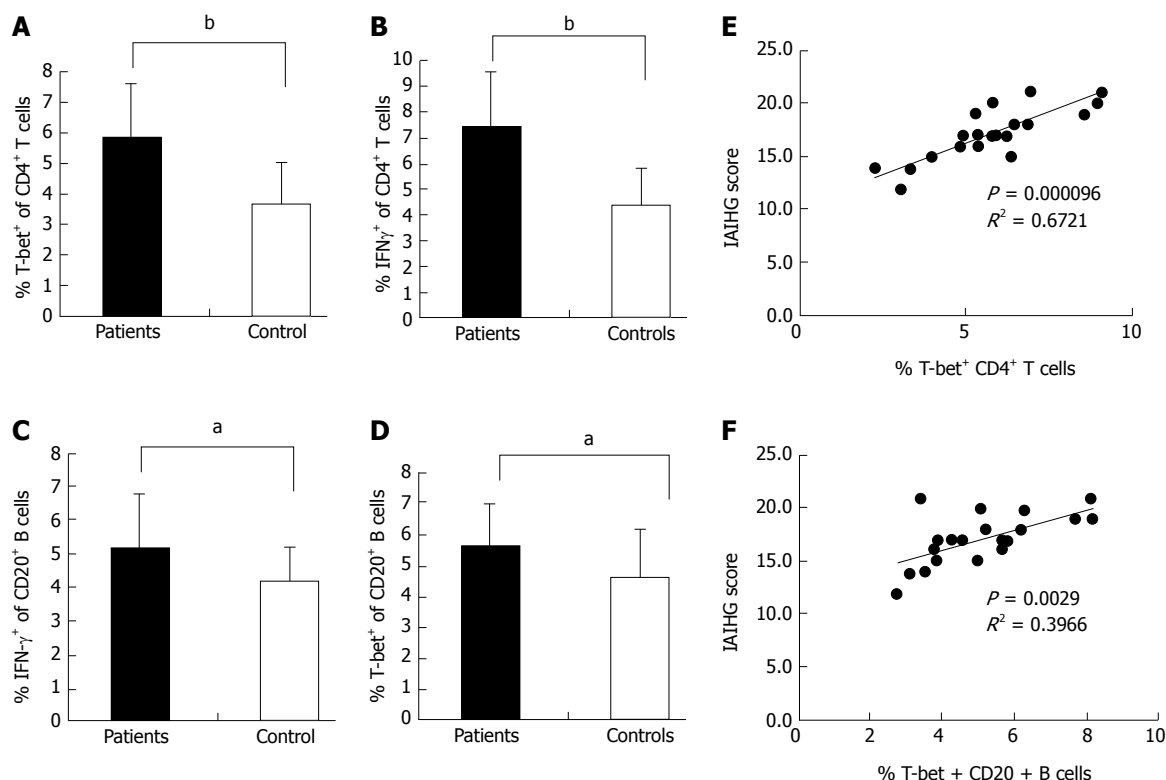 A
b
8
7
6
5
4
3
2
1
0
% T-bet⁺ of CD4⁺ T cells
Patients Control
B
b
10
9
8
7
6
5
4
3
2
1
0
% IFNγ⁺ of CD4⁺ T cells
Patients Control
E
25.0
20.0
15.0
10.0
5.0
0.0
IAIHG score
P = 0.000096
R² = 0.6721
0 5 10
% T-bet⁺ CD4⁺ T cells
C
a
8
7
6
5
4
3
2
1
0
% IFN-γ⁺ of CD20⁺ B cells
Patients Control
D
a
8
7
6
5
4
3
2
1
0
% T-bet⁺ of CD20⁺ B cells
Patients Controls
F
25.0
20.0
15.0
10.0
5.0
0.0
IAIHG score
P = 0.0029
R² = 0.3966
0 2 4 6 8 10
% T-bet + CD20 + B cells